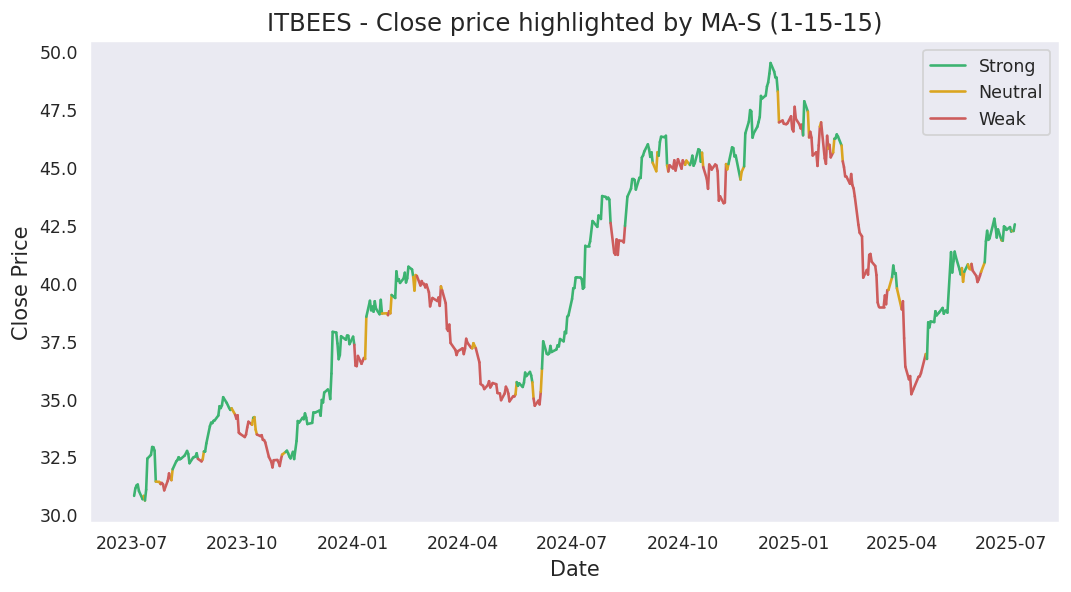 ITBEES - Close price highlighted by MA-S (1-15-15)
Strong
Neutral
Weak
Close Price
50.0
47.5
45.0
42.5
40.0
37.5
35.0
32.5
30.0
2023-07 2023-10 2024-01 2024-04 2024-07 2024-10 2025-01 2025-04 2025-07
Date